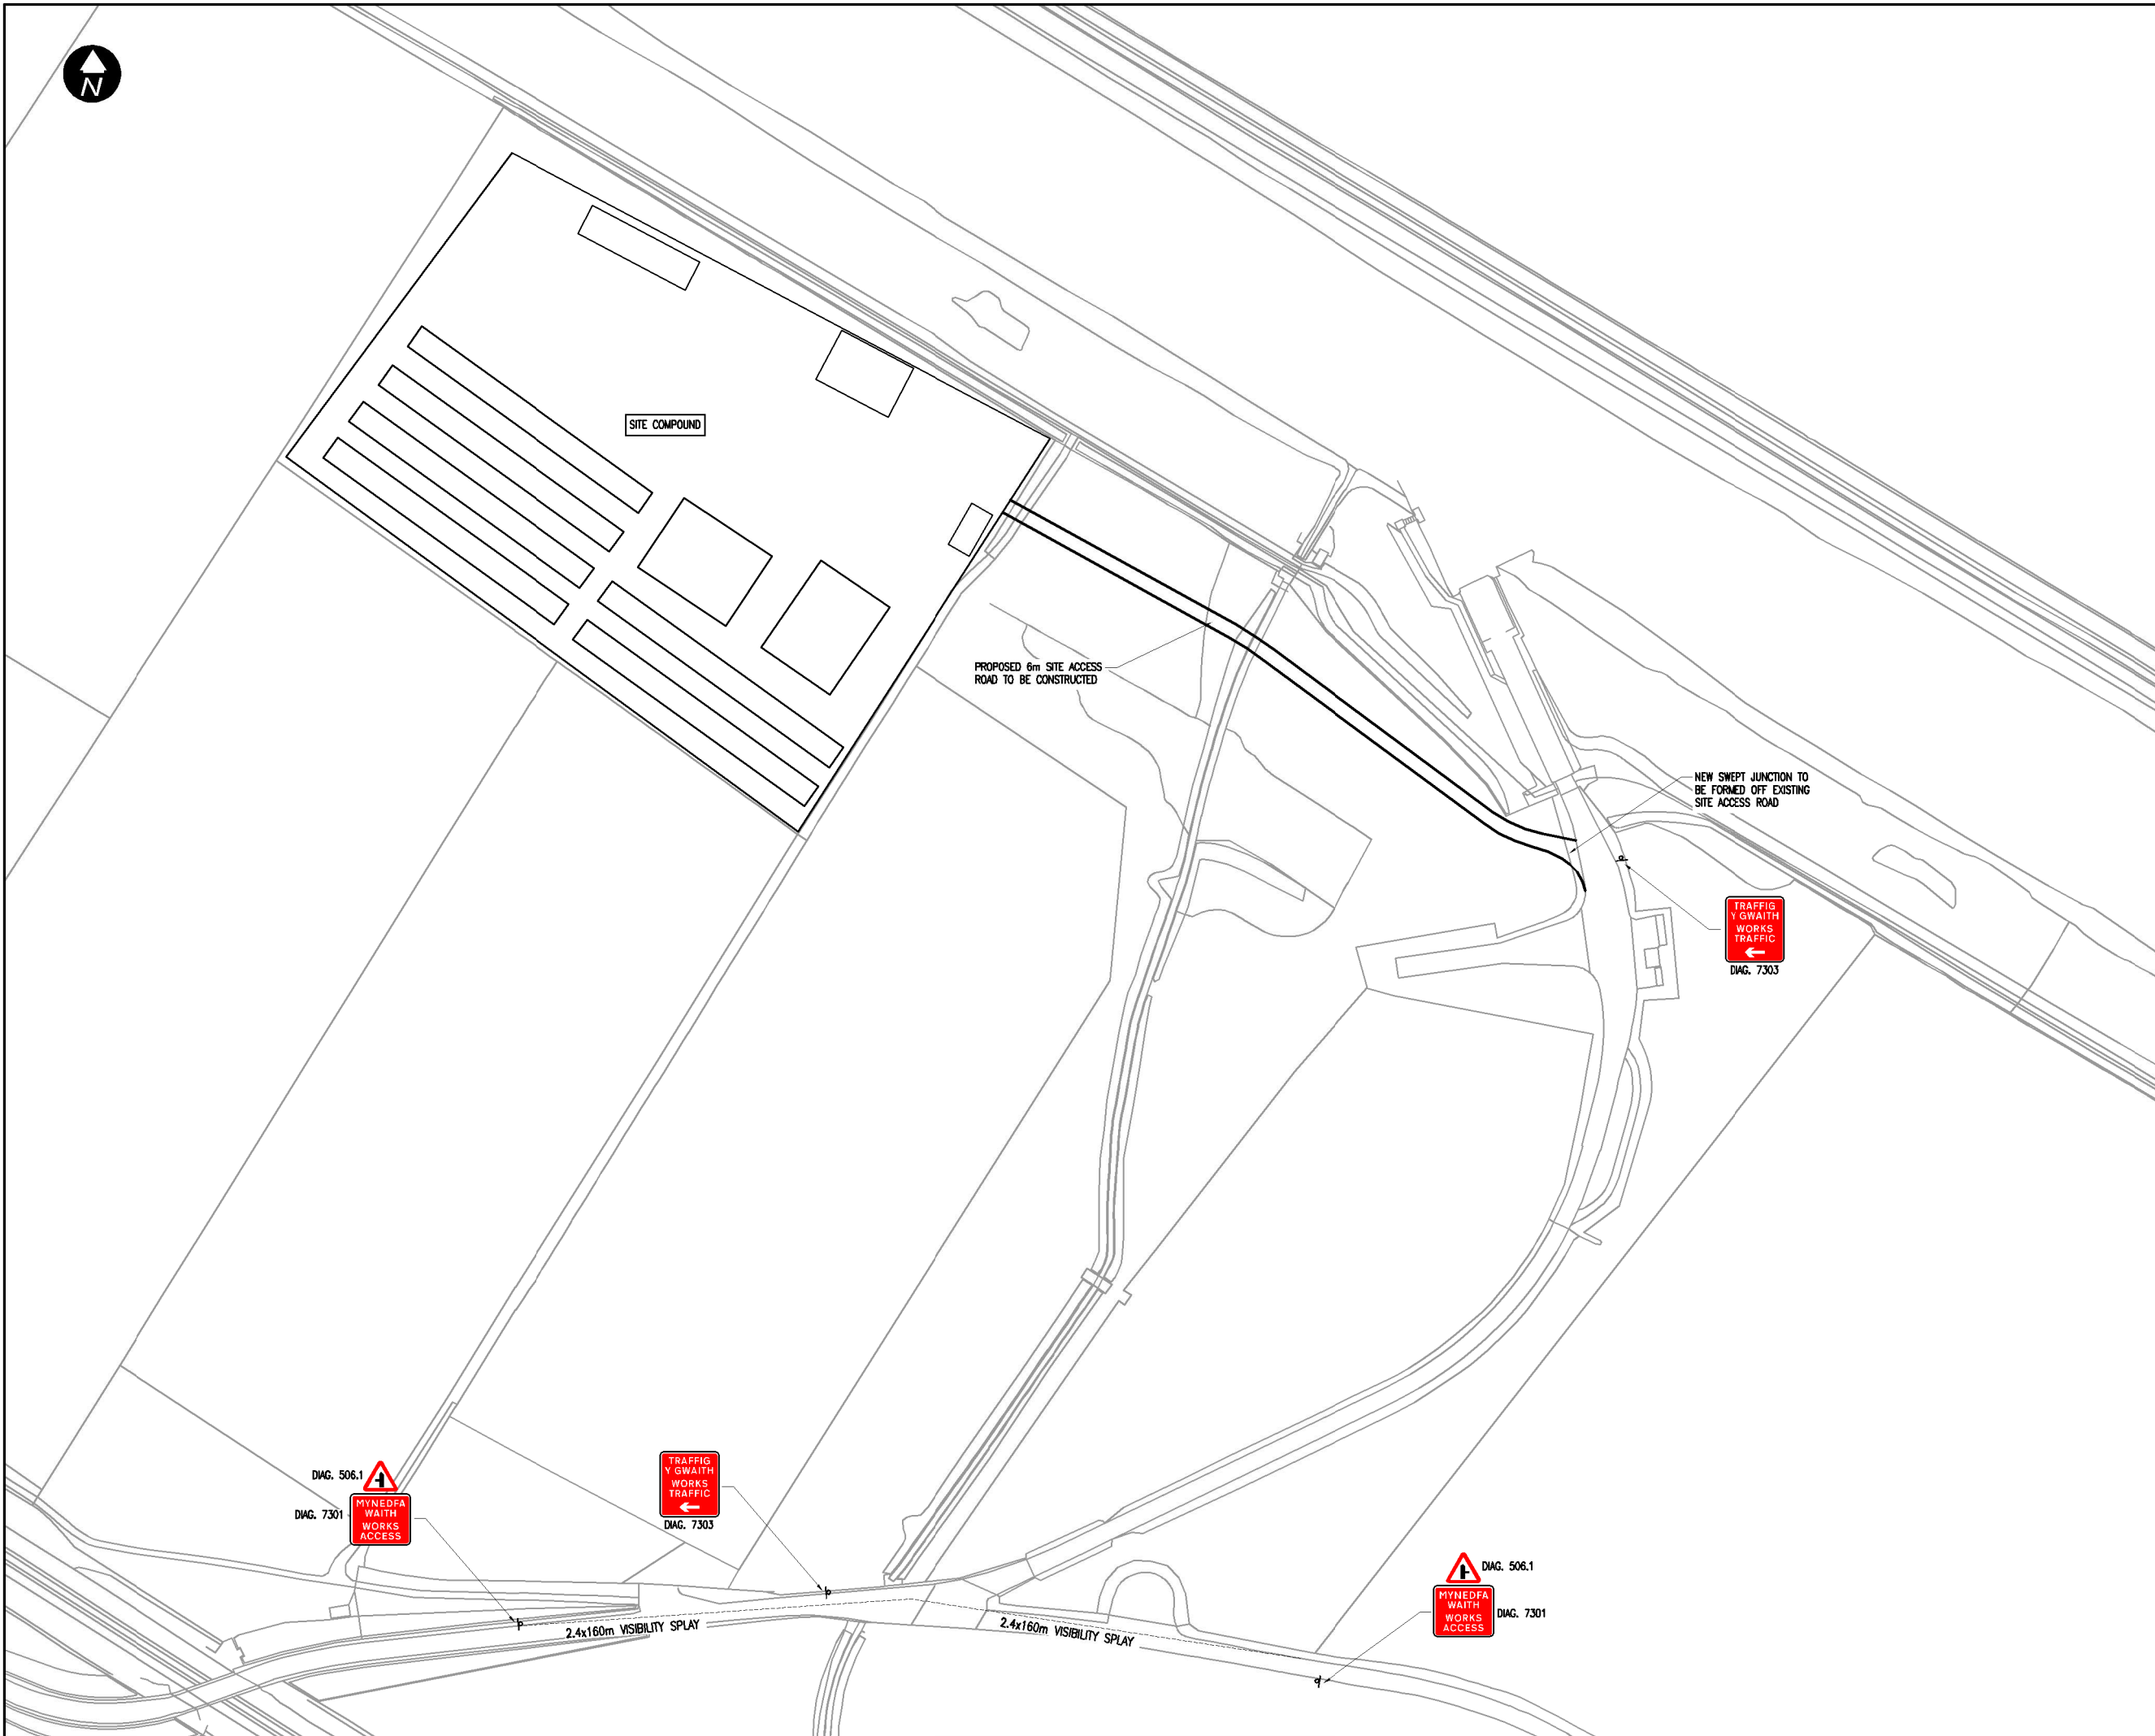 N
SITE COMPOUND
PROPOSED 6m SITE ACCESS
ROAD TO BE CONSTRUCTED
NEW SWEPT JUNCTION TO
BE FORMED OFF EXISTING
SITE ACCESS ROAD
TRAFFIG
Y GWAITH
WORKS
TRAFFIC
DIAG. 7303
DIAG. 506.1
DIAG. 7301
MYNEDFA
WAITH
WORKS
ACCESS
TRAFFIG
Y GWAITH
WORKS
TRAFFIC
DIAG. 7303
2.4x160m VISIBILITY SPLAY
2.4x160m VISIBILITY SPLAY
DIAG. 506.1
MYNEDFA
WAITH
WORKS
ACCESS
DIAG. 7301